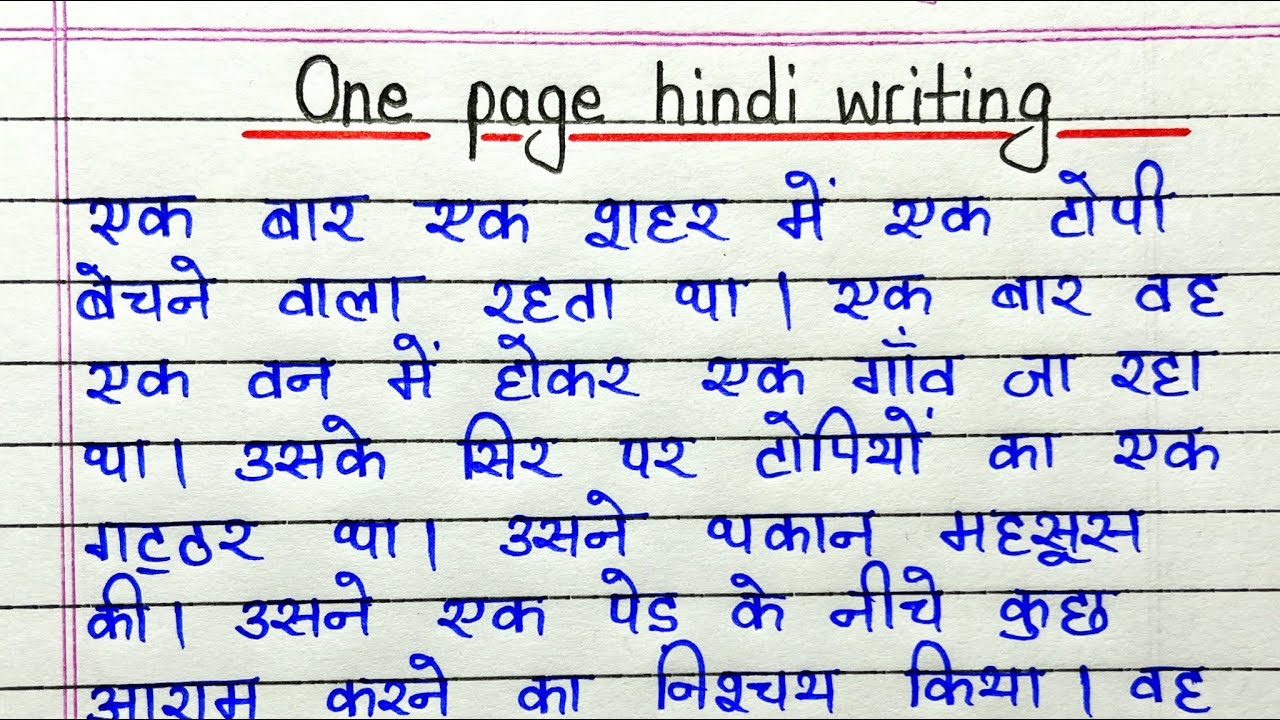 One page hindi writing
एक बार एक शहर में एक टोपी
बेचने वाला रहता था। एक बार वह
एक वन में होकर एक गाँव जा रहा
था। उसके सिर पर टोपियों का एक
गट्ठर था। उसने थकान महसूस
की। उसने एक पेड के नीचे कुछ
आराम करने का निश्चय किया। वह